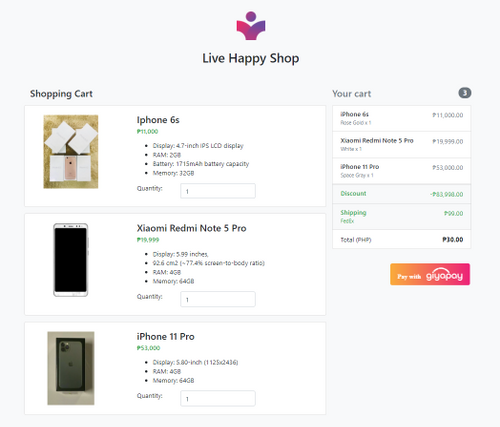 Live Happy Shop
Shopping Cart
Iphone 6s
₱11,000
Display: 4.7-inch IPS LCD display
RAM: 2GB
Battery: 1715mAh battery capacity
Memory: 32GB
Quantity: 1
Xiaomi Redmi Note 5 Pro
₱19,999
Display: 5.99 inches,
92.6 cm2 (~77.4% screen-to-body ratio)
RAM: 4GB
Memory: 64GB
Quantity: 1
iPhone 11 Pro
₱53,000
Display: 5.80-inch (1125x2436)
RAM: 4GB
Memory: 64GB
Quantity: 1
Your cart 3
iPhone 6s ₱11,000.00
Rose Gold x 1
Xiaomi Redmi Note 5 Pro ₱19,999.00
White x 1
iPhone 11 Pro ₱53,000.00
Space Gray x 1
Discount -₱83,998.00
Shipping ₱99.00
FedEx
Total (PHP) ₱30.00
Pay with giyapay